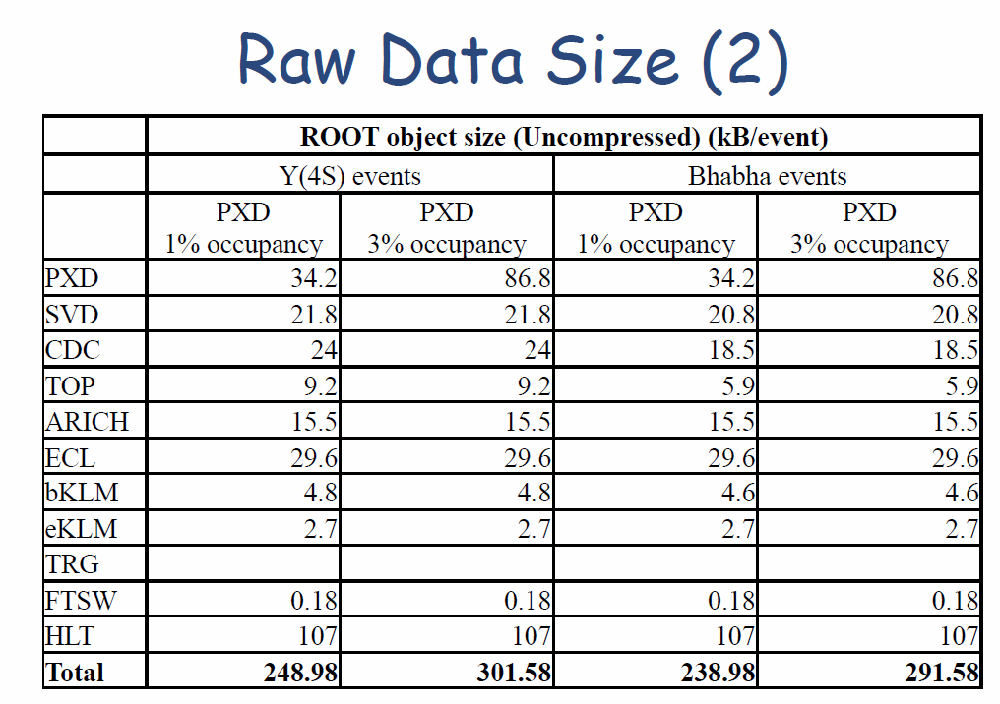 Raw Data Size (2)
ROOT object size (Uncompressed) (kB/event)
Y(4S) events Bhabha events
PXD PXD PXD PXD
1% occupancy 3% occupancy 1% occupancy 3% occupancy
PXD 34.2 86.8 34.2 86.8
SVD 21.8 21.8 20.8 20.8
CDC 24 24 18.5 18.5
TOP 9.2 9.2 5.9 5.9
ARICH 15.5 15.5 15.5 15.5
ECL 29.6 29.6 29.6 29.6
bKLM 4.8 4.8 4.6 4.6
eKLM 2.7 2.7 2.7 2.7
TRG
FTSW 0.18 0.18 0.18 0.18
HLT 107 107 107 107
Total 248.98 301.58 238.98 291.58